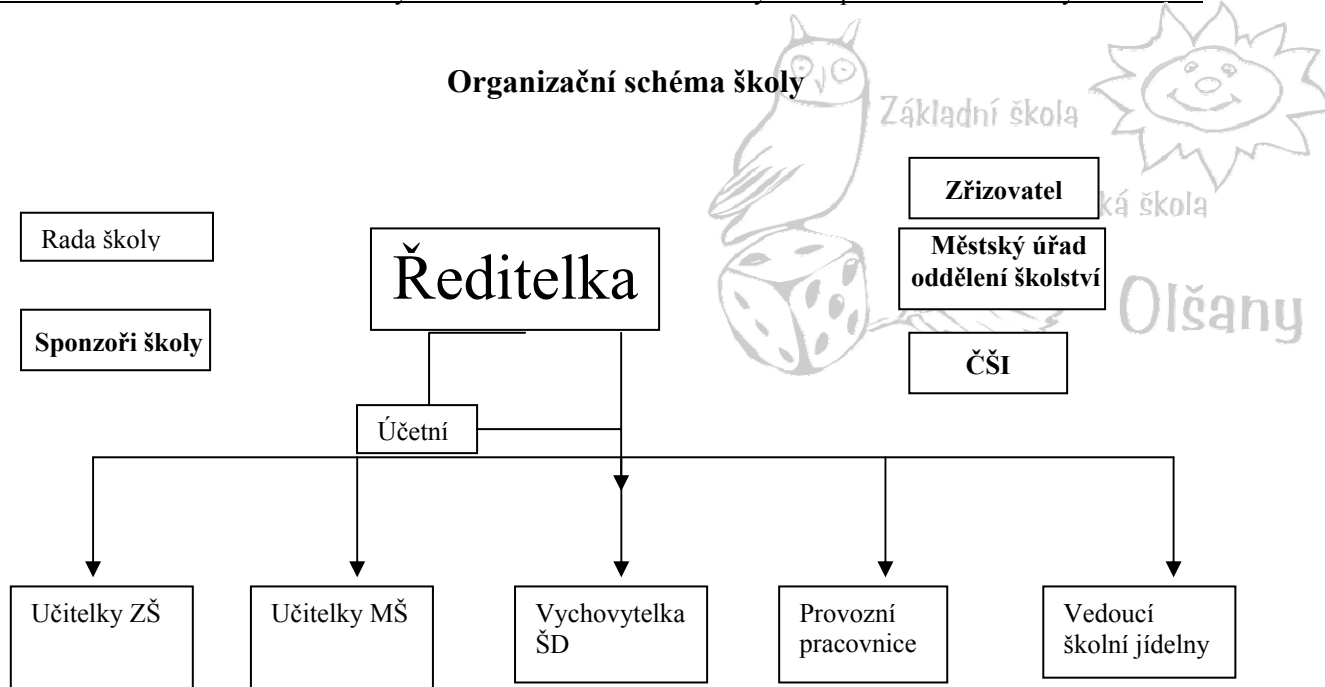 Organizační schéma školy
Základní škola
ká škola
Olšany
Zřizovatel
Rada školy
Ředitelka
Městský úřad
oddělení školství
Sponzoři školy
ČŠI
Účetní
Učitelky ZŠ
Učitelky MŠ
Vychovytelka
ŠD
Provozní
pracovnice
Vedoucí
školní jídelny